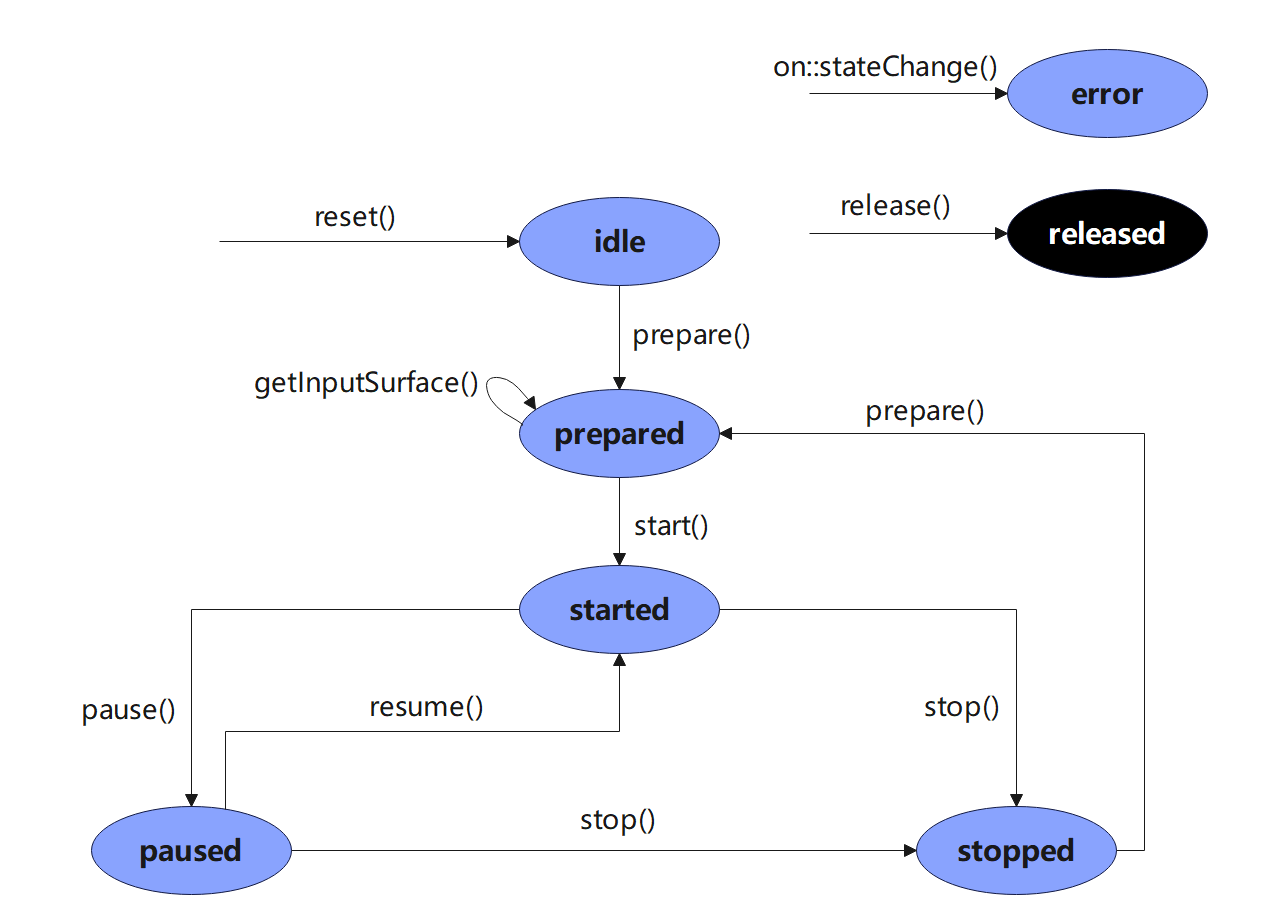 on::stateChange()
error
reset()
idle
release()
released
prepare()
getInputSurface()
prepared
prepare()
start()
started
pause()
resume()
stop()
paused
stop()
stopped